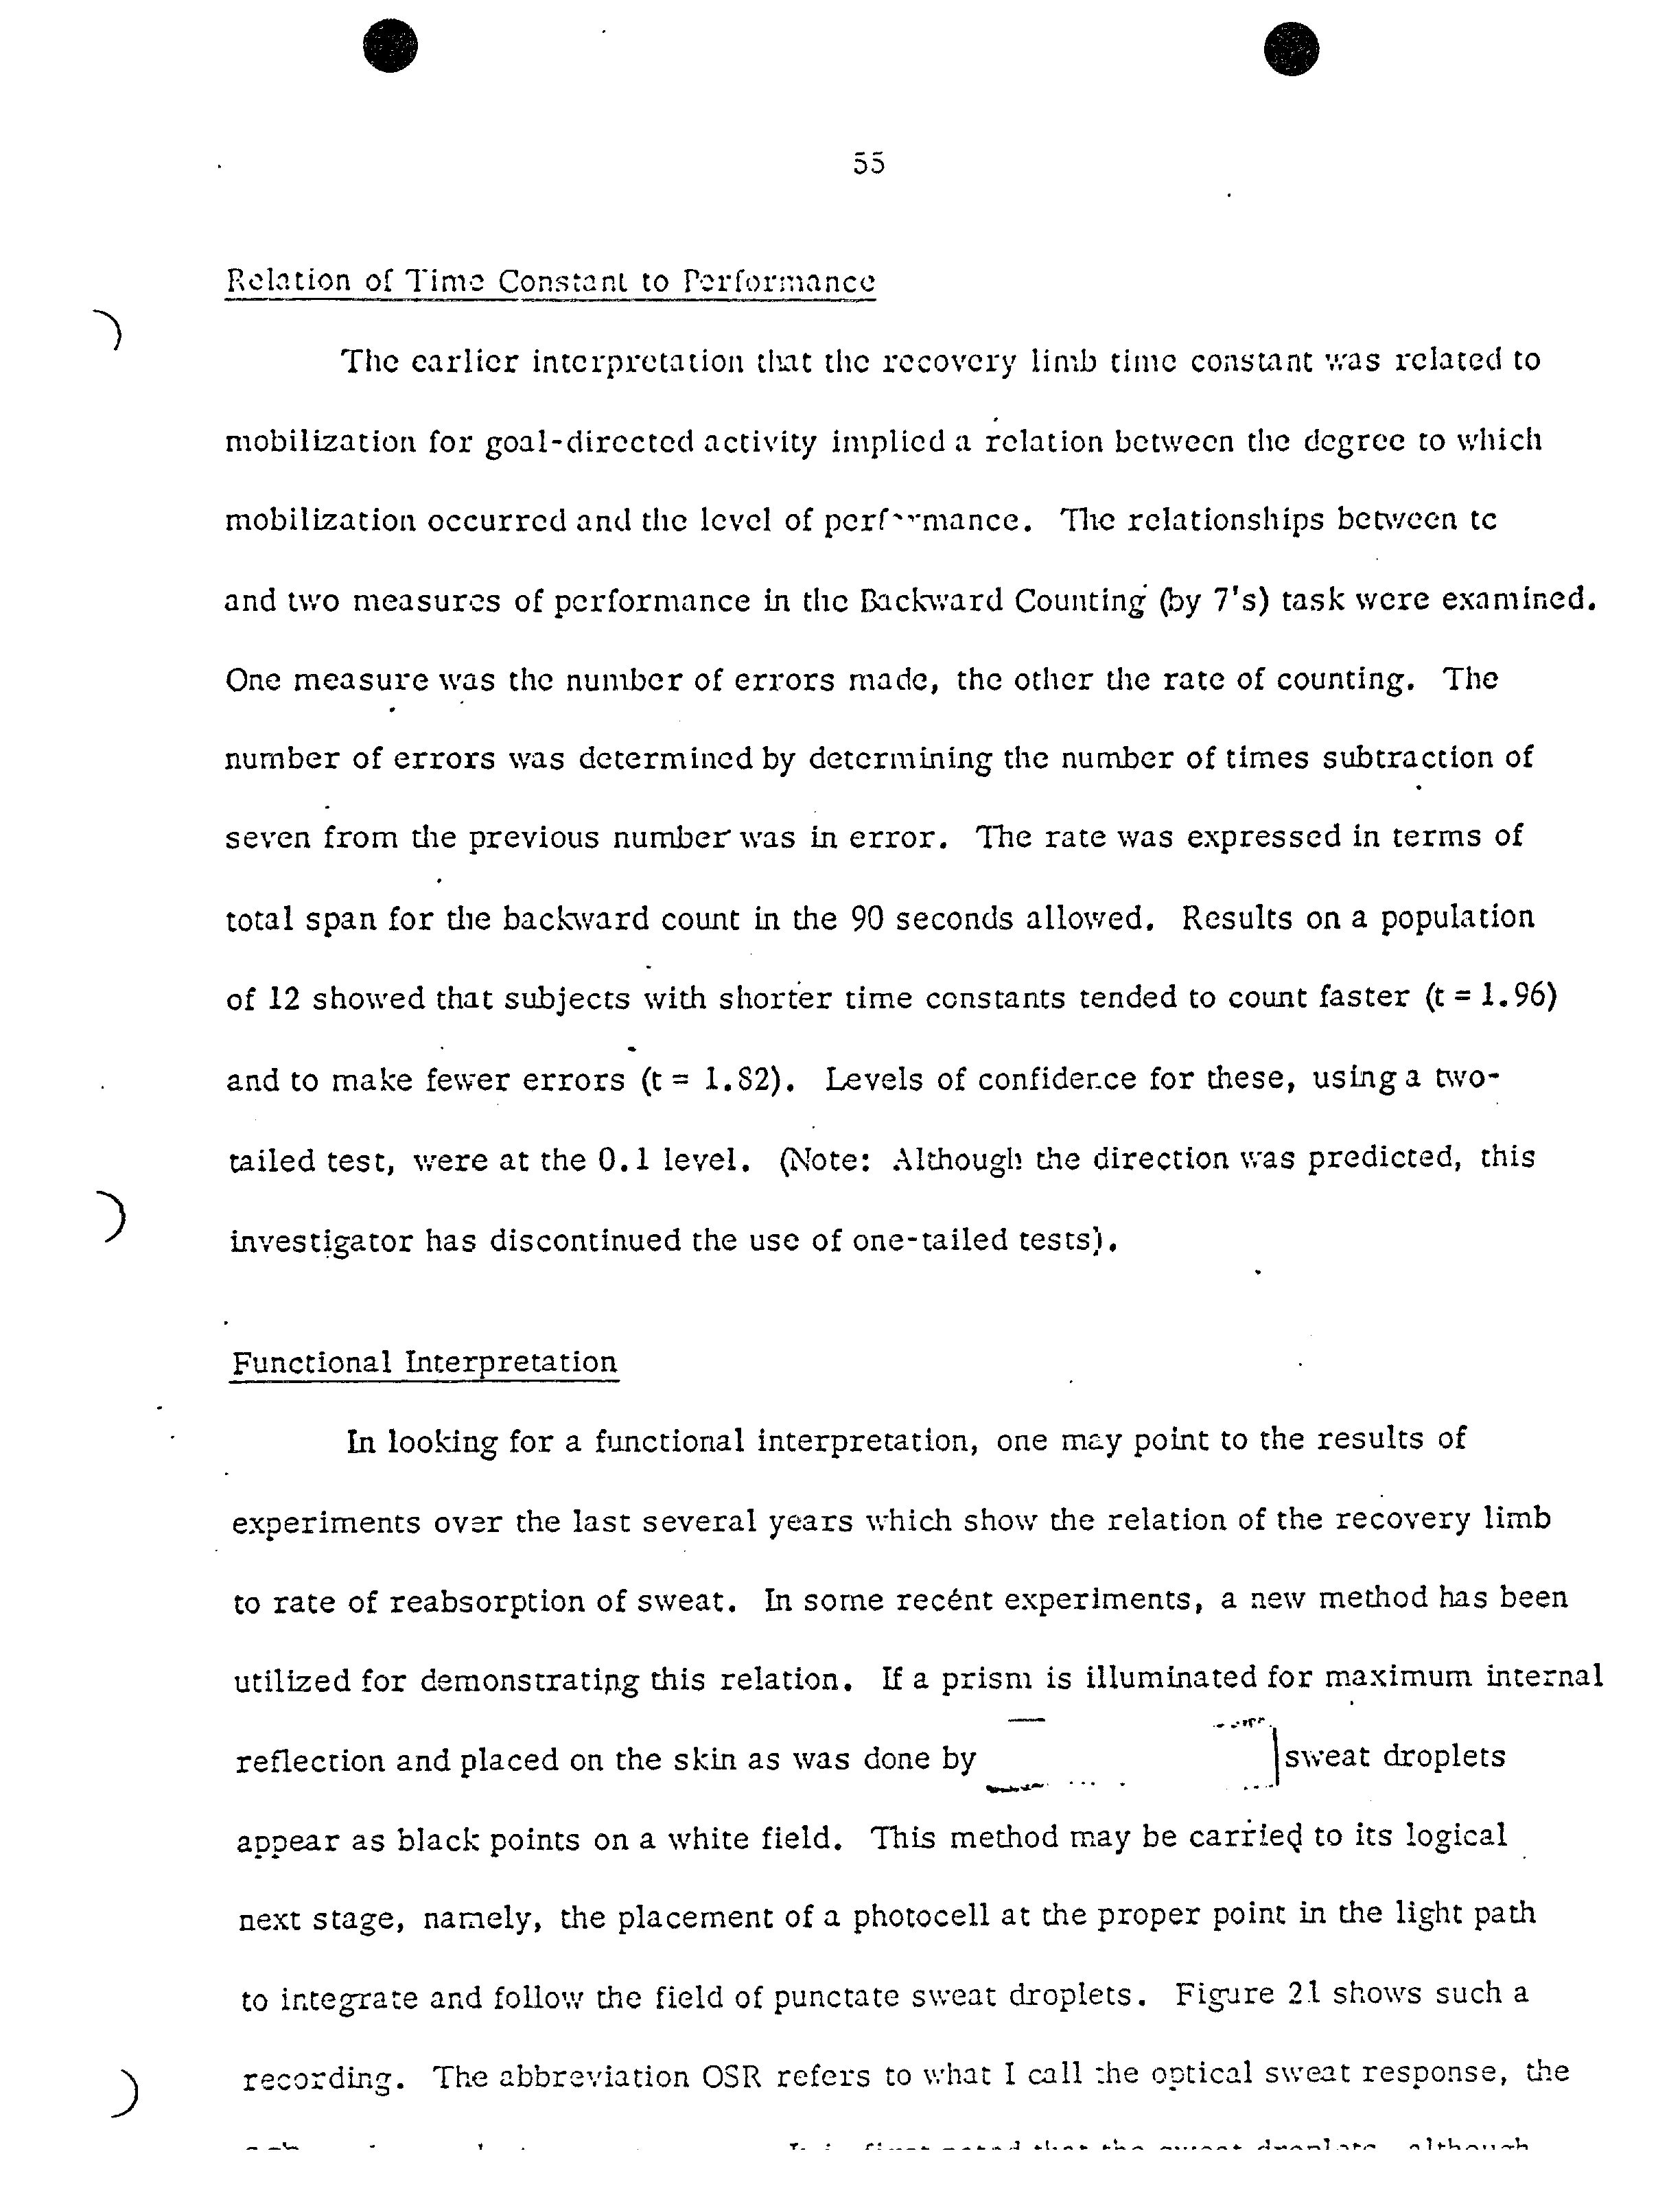 55
Relation of Time Constant to Performance
The earlier interpretation that the recovery limb time constant was related to
mobilization for goal-directed activity implied a relation between the degree to which
mobilization occurred and the level of performance. The relationships between tc
and two measures of performance in the Backward Counting (by 7's) task were examined.
One measure was the number of errors made, the other the rate of counting. The
number of errors was determined by determining the number of times subtraction of
seven from the previous number was in error. The rate was expressed in terms of
total span for the backward count in the 90 seconds allowed. Results on a population
of 12 showed that subjects with shorter time constants tended to count faster (t = 1.96)
and to make fewer errors (t = 1.82). Levels of confidence for these, using a two-
tailed test, were at the 0.1 level. (Note: Although the direction was predicted, this
investigator has discontinued the use of one-tailed tests).
Functional Interpretation
In looking for a functional interpretation, one may point to the results of
experiments over the last several years which show the relation of the recovery limb
to rate of reabsorption of sweat. In some recent experiments, a new method has been
utilized for demonstrating this relation. If a prism is illuminated for maximum internal
reflection and placed on the skin as was done by sweat droplets
appear as black points on a white field. This method may be carried to its logical
next stage, namely, the placement of a photocell at the proper point in the light path
to integrate and follow the field of punctate sweat droplets. Figure 21 shows such a
recording. The abbreviation OSR refers to what I call the optical sweat response, the
first noted that the sweat droplets although